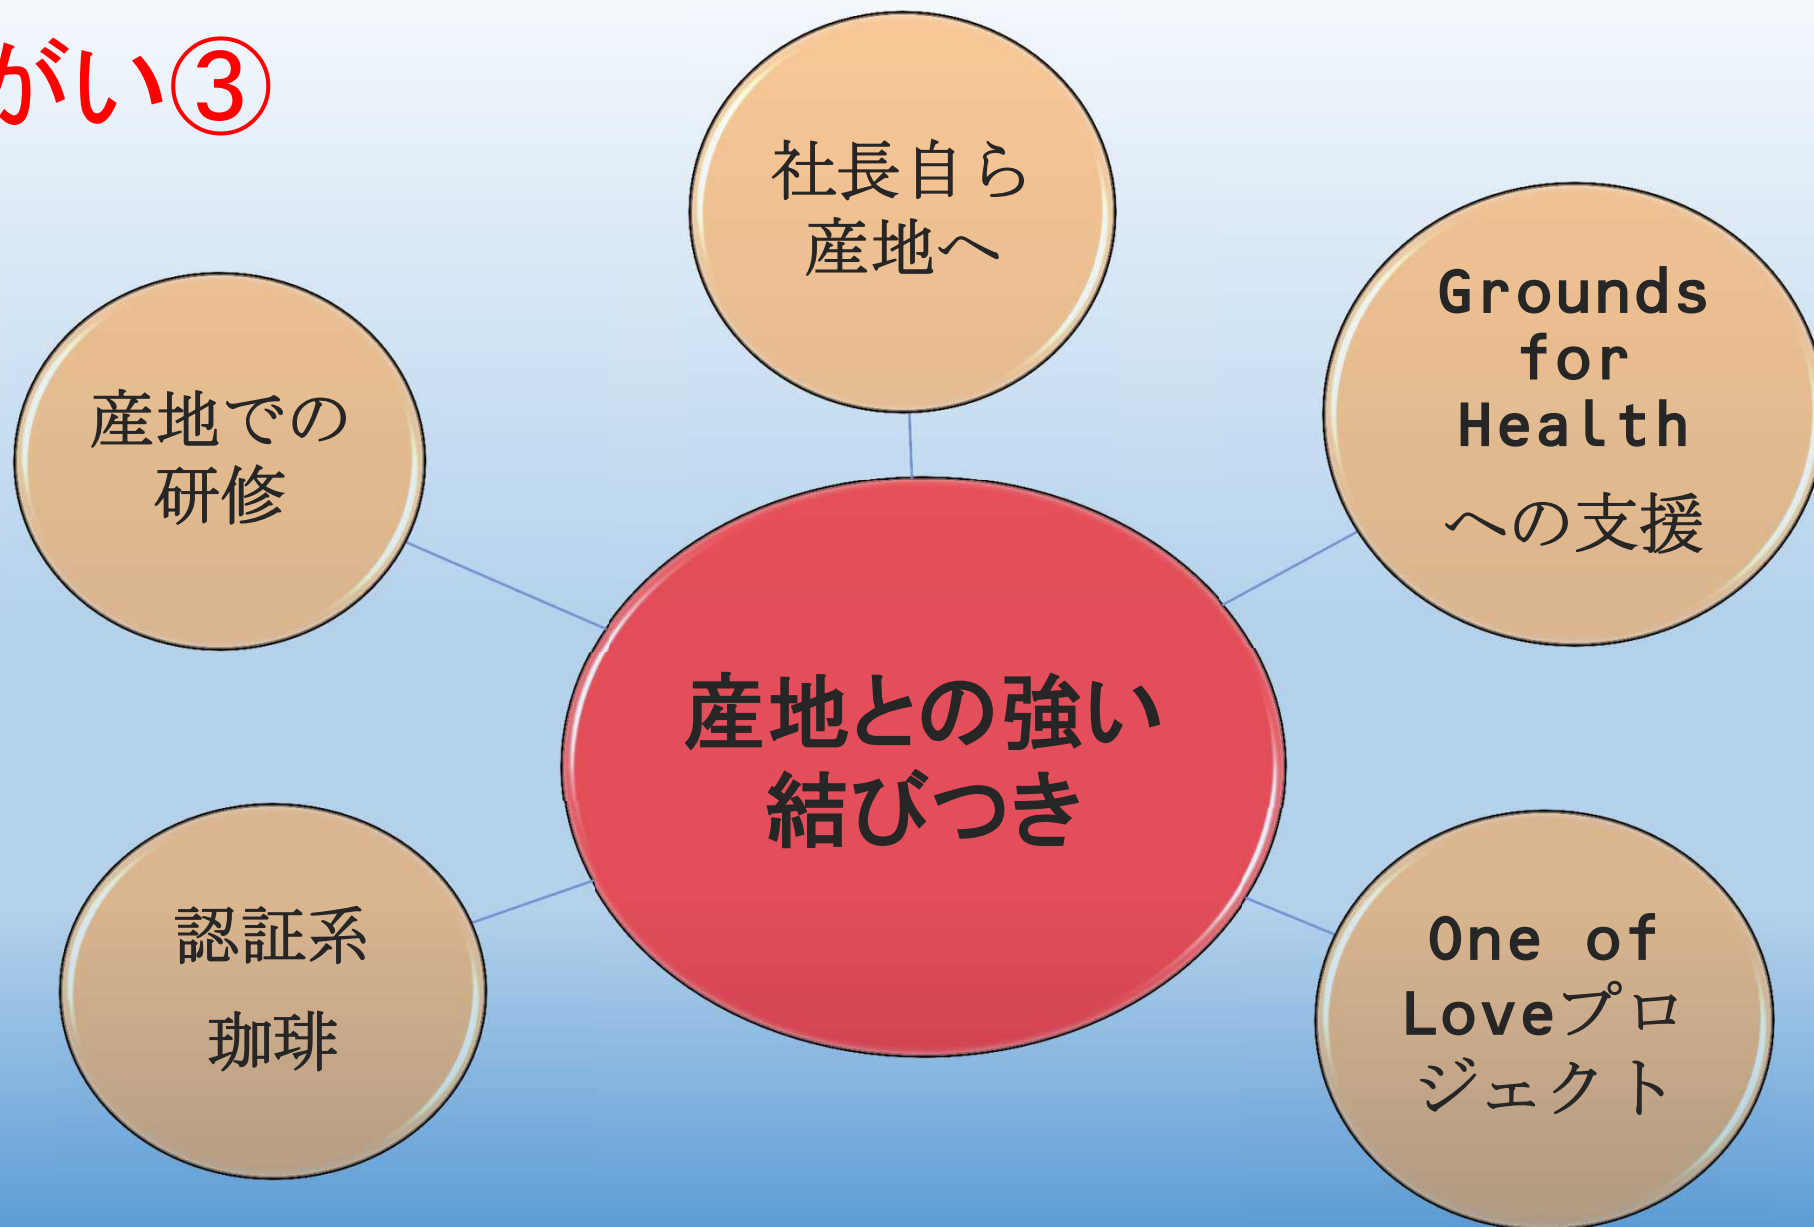 がい③
社長自ら
産地へ
Grounds
for
Health
への支援
産地での
研修
産地との強い
結びつき
認証系
珈琲
One of
Loveプロ
ジェクト